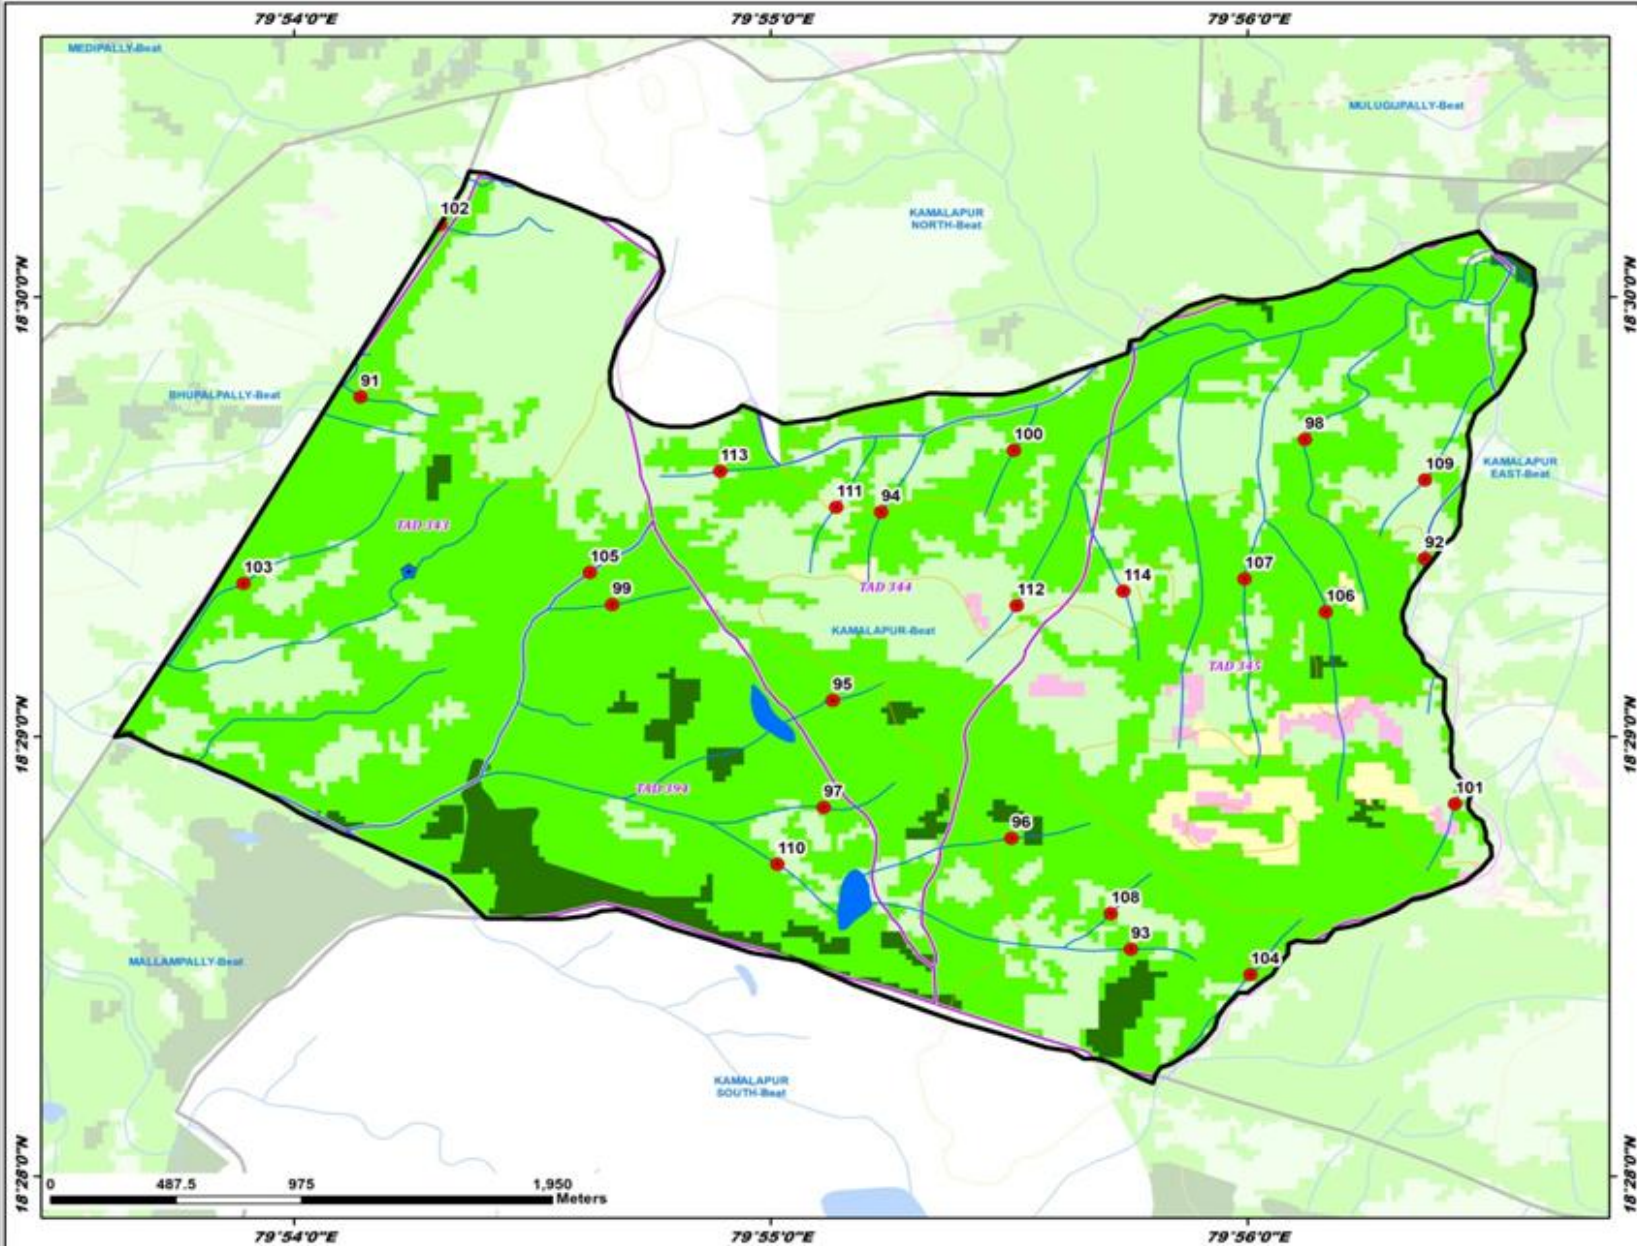 79°54'0"E
79°55'0"E
79°56'0"E
MEDIPALLY-Beat
MULUGUPALLY-Beat
102
KAMALAPUR
NORTH-Beat
18°30'0"N
18°30'0"N
91
BHUPALPALLY-Beat
98
100
113
109
KAMALAPUR
EAST-Beat
111
94
TAD 343
92
105
103
107
114
TAD 344
99
112
106
KAMALAPUR-Beat
TAD 345
95
18°29'0"N
18°29'0"N
TAD 394
97
101
96
110
108
93
MALLAMPALLY-Beat
104
KAMALAPUR
SOUTH-Beat
18°28'0"N
18°28'0"N
0 487.5 975 1,950
Meters
79°54'0"E
79°55'0"E
79°56'0"E